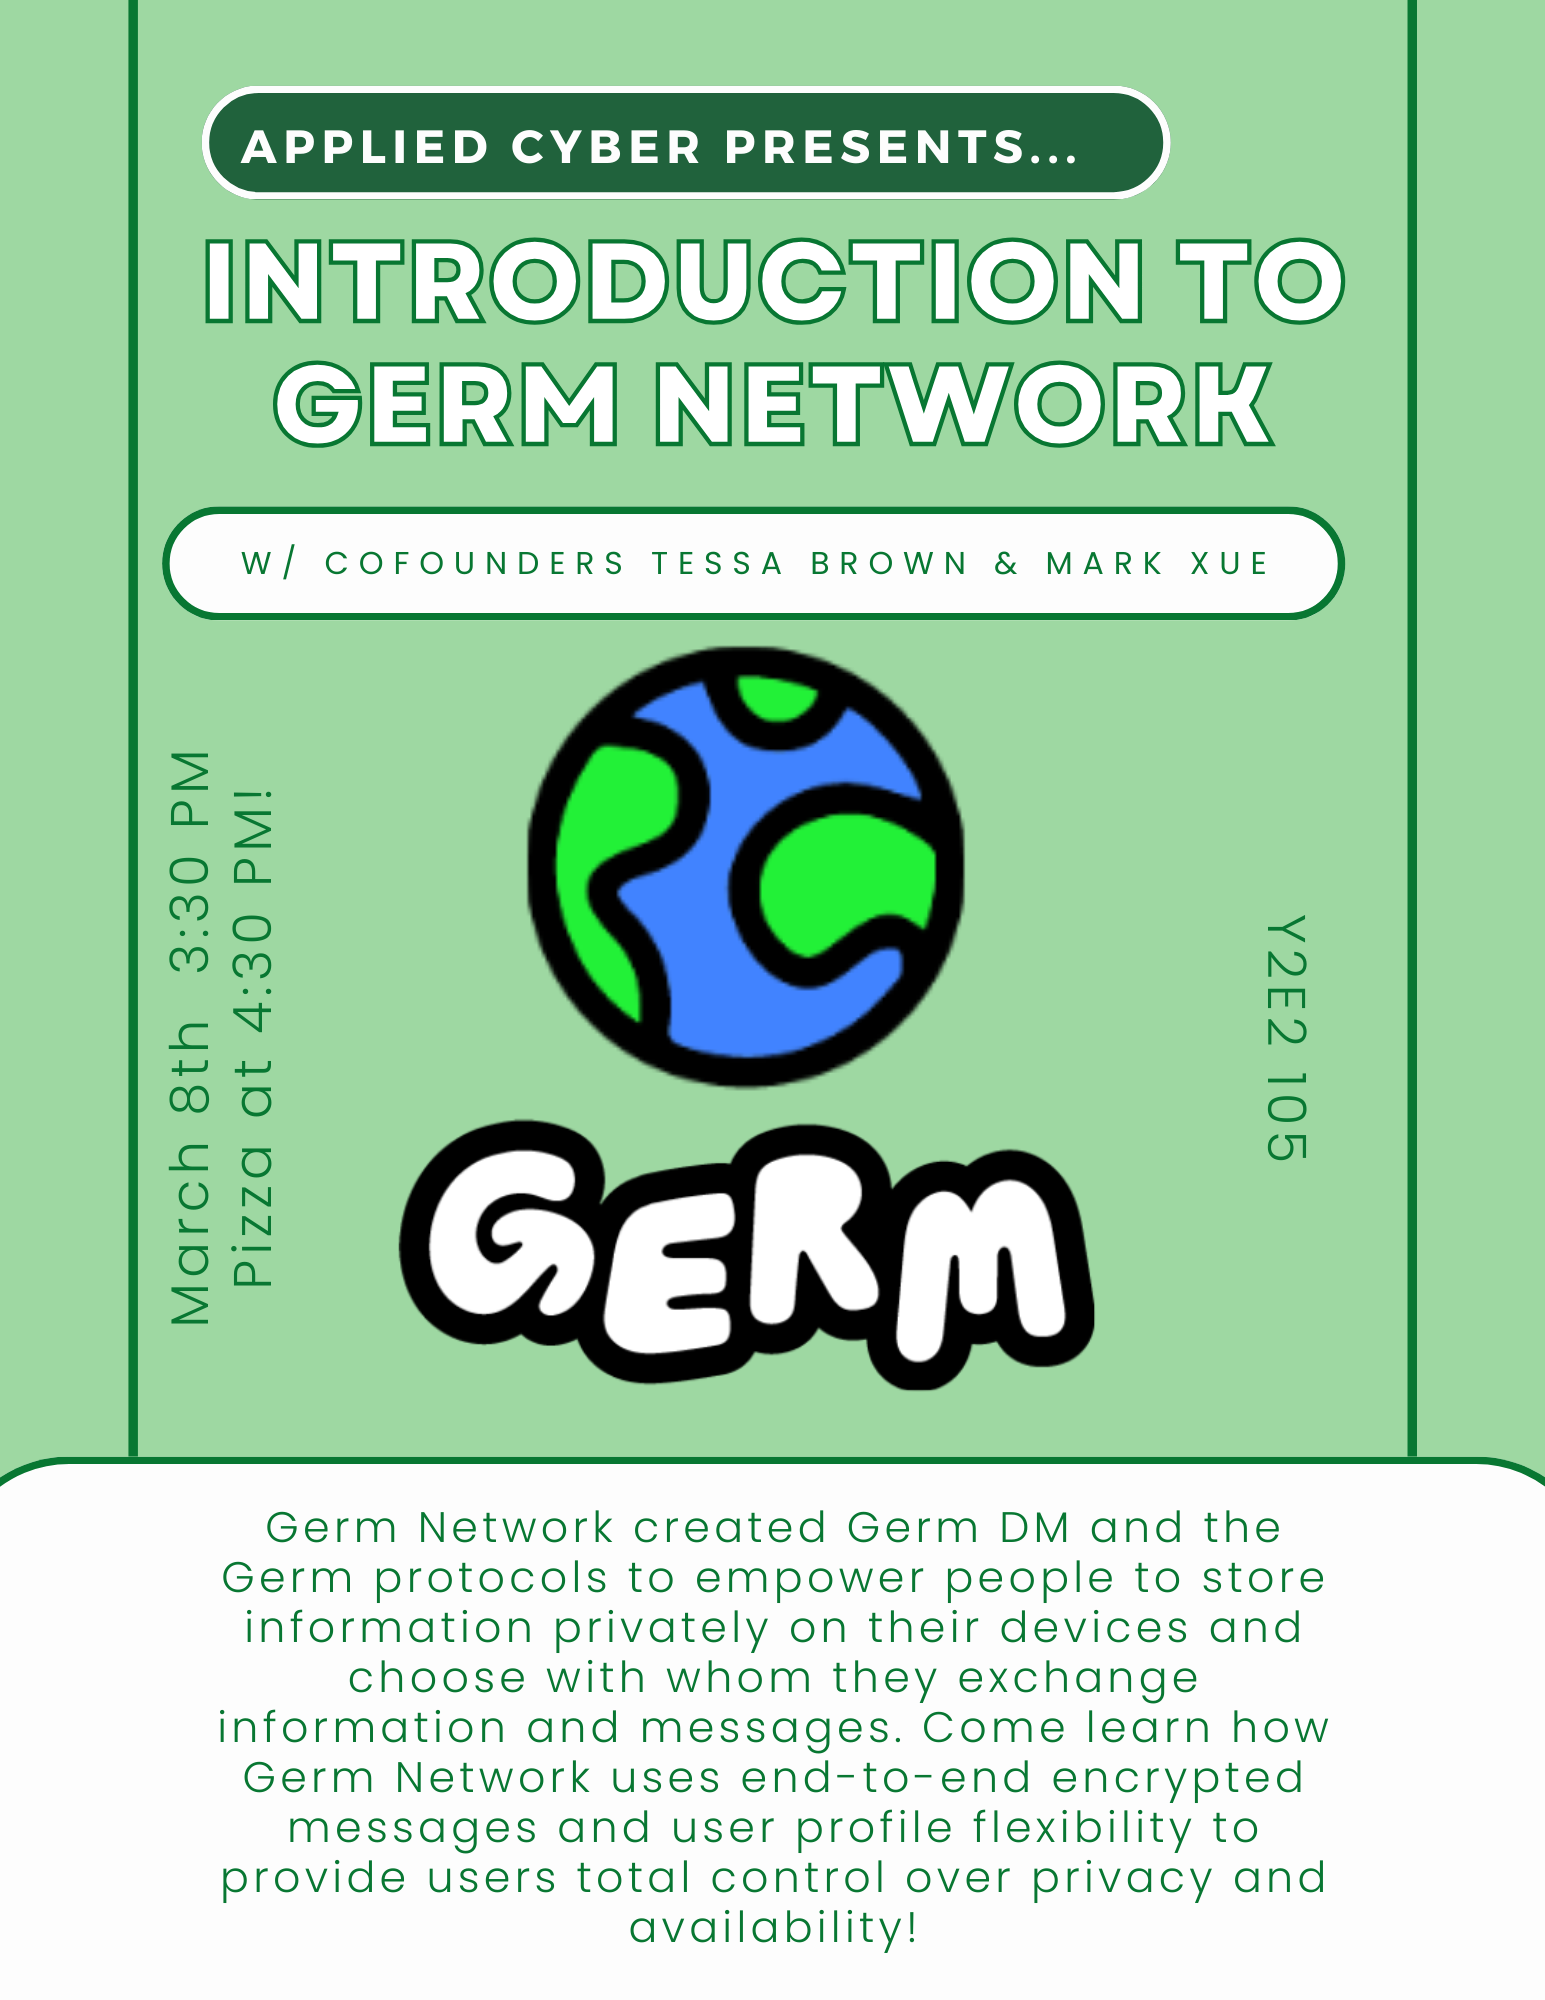 APPLIED CYBER PRESENTS...
INTRODUCTION TO
GERM NETWORK
W/ COFOUNDERS TESSA BROWN & MARK XUE
March 8th 3:30 PM
Pizza at 4:30 PM!
Y2E2 105
GERM
Germ Network created Germ DM and the
Germ protocols to empower people to store
information privately on their devices and
choose with whom they exchange
information and messages. Come learn how
Germ Network uses end-to-end encrypted
messages and user profile flexibility to
provide users total control over privacy and
availability!